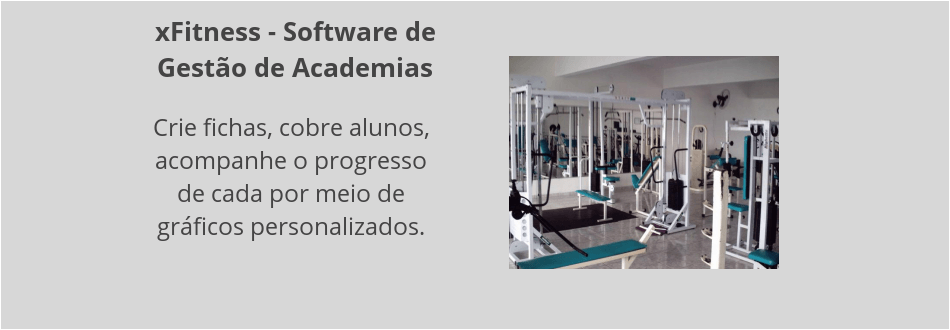 xFitness - Software de
Gestão de Academias
Crie fichas, cobre alunos,
acompanhe o progresso
de cada por meio de
gráficos personalizados.